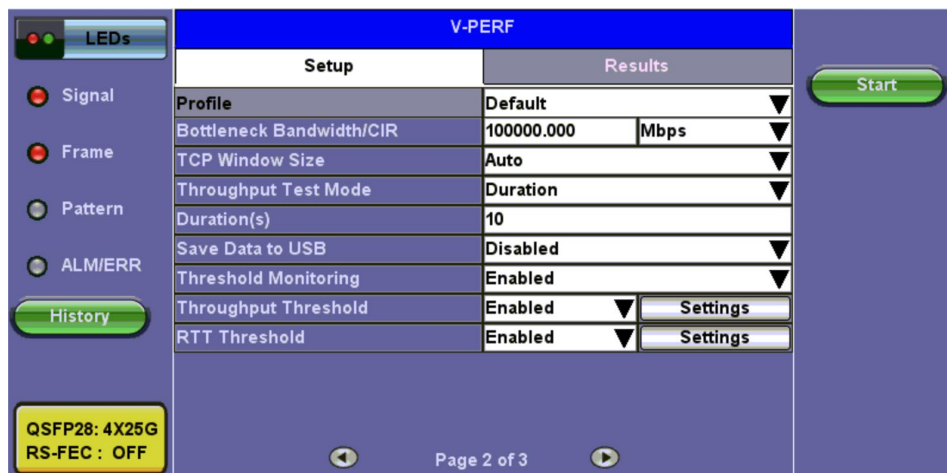 LEDs
V-PERF
Setup Results
Start
Signal
Frame
Pattern
ALM/ERR
History
Profile Default
Bottleneck Bandwidth/CIR 100000.000 Mbps
TCP Window Size Auto
Throughput Test Mode Duration
Duration(s) 10
Save Data to USB Disabled
Threshold Monitoring Enabled
Throughput Threshold Enabled Settings
RTT Threshold Enabled Settings
QSFP28: 4X25G
RS-FEC : OFF
Page 2 of 3